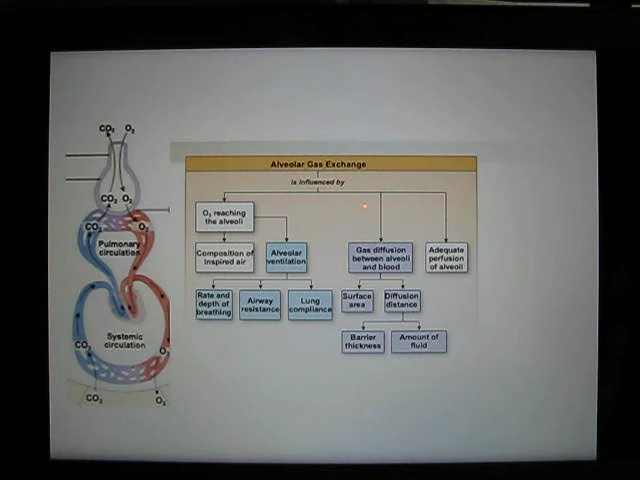 CO₂ O₂
CO₂ O₂
CO₂ O₂
Pulmonary
circulation
Systemic
circulation
CO₂ O₂
CO₂ O₂
Alveolar Gas Exchange
is influenced by
O₂ reaching
the alveoli
Composition of
inspired air
Alveolar
ventilation
Gas diffusion
between alveoli
and blood
Adequate
perfusion
of alveoli
Rate and
depth of
breathing
Airway
resistance
Lung
compliance
Surface
area
Diffusion
distance
Barrier
thickness
Amount of
fluid